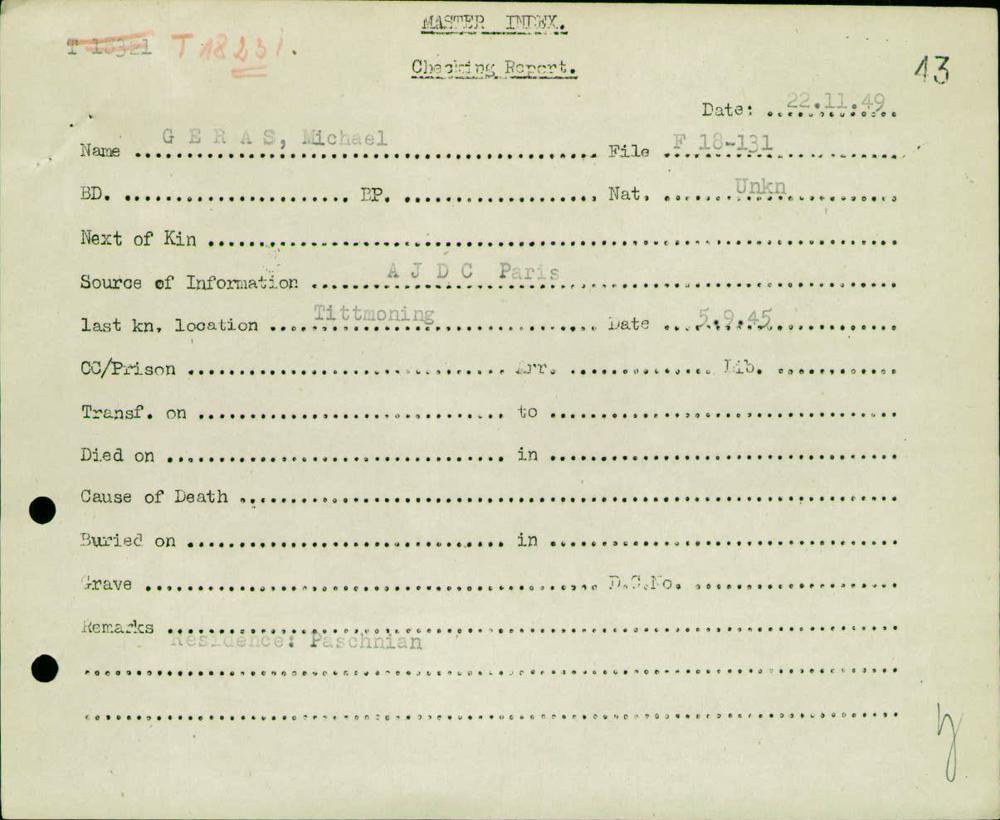 MASTER INDEX.
T 18231.
43
Checking Report.
Date: 22.11.49
Name G E R A S, Michael File F 18-131
BD. BP. Nat. Unkn
Next of Kin
Source of Information A J D C Paris
last kn. location Tittmoning Date 5.9.45
CC/Prison Arr. Lib.
Transf. on to
Died on in
Cause of Death
Buried on in
Grave D.C.No.
Remarks
Residence: Paschnian